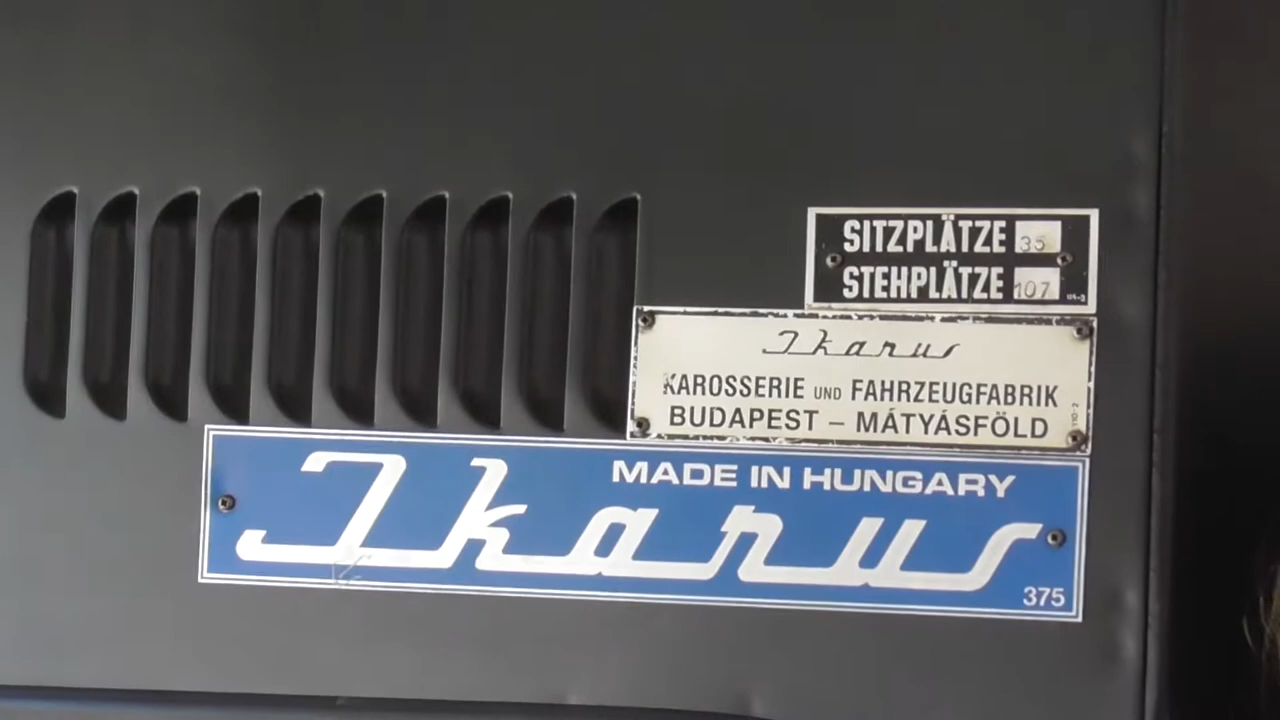 SITZPLÄTZE 35
STEHPLÄTZE 107
Ikarus
KAROSSERIE UND FAHRZEUGFABRIK
BUDAPEST – MÁTYÁSFÖLD
MADE IN HUNGARY
Ikarus
375